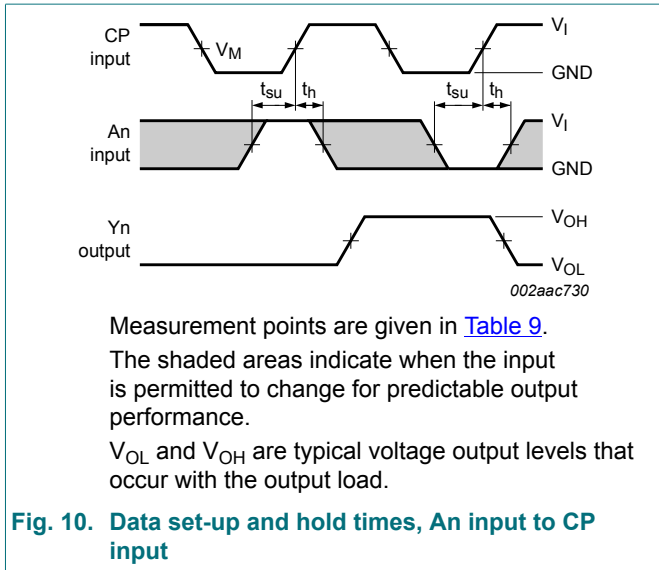 CP
input
V_M
V_I
GND
t_su
t_h
t_su
t_h
An
input
V_I
GND
Yn
output
V_OH
V_OL
002aac730
Measurement points are given in Table 9.
The shaded areas indicate when the input
is permitted to change for predictable output
performance.
V_OL and V_OH are typical voltage output levels that
occur with the output load.
Fig. 10. Data set-up and hold times, An input to CP
input